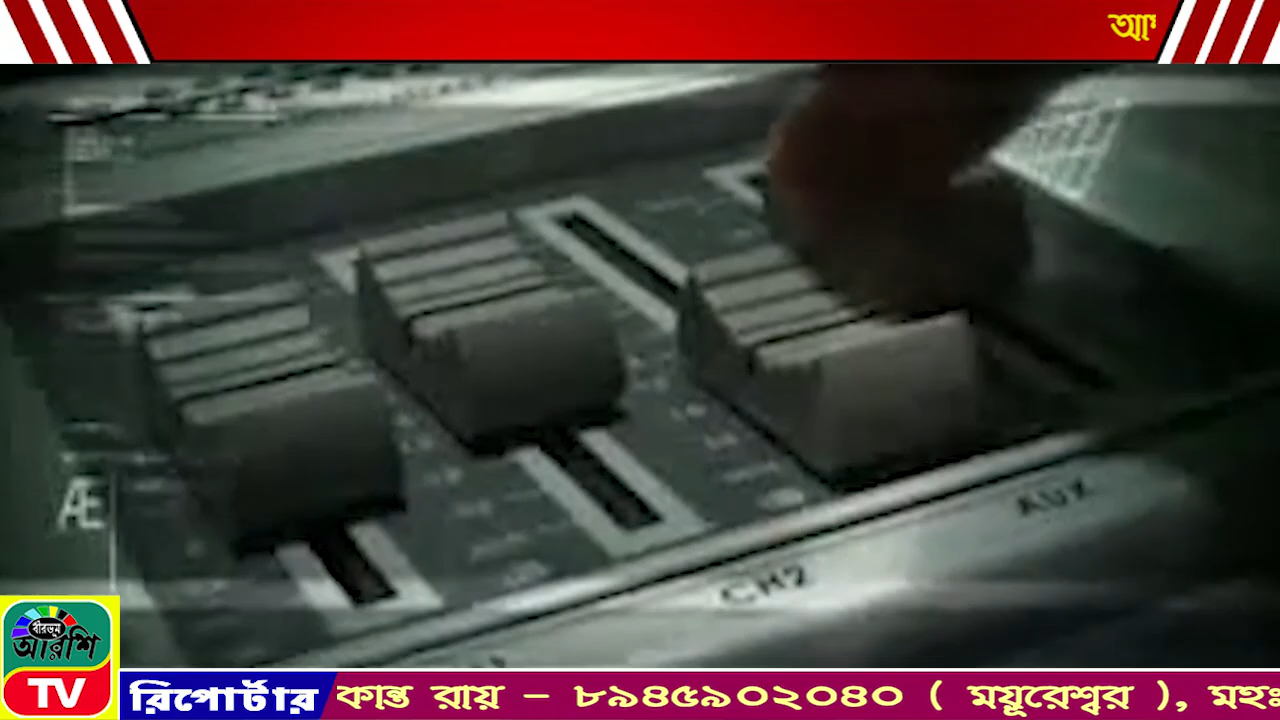 আ
Æ
AUX
CH2
বীরভূম
আরশি
TV
রিপোর্টার
কান্ত রায় – ৮৯৪৫৯০২০৪০ ( ময়ূরেশ্বর ), মহঃ